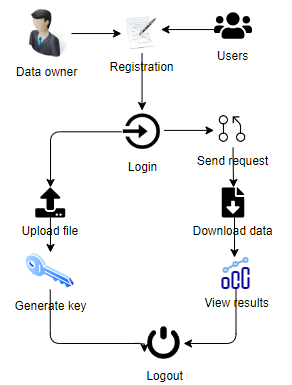 Data owner
Registration
Users
Login
Send request
Upload file
Download data
Generate key
View results
Logout